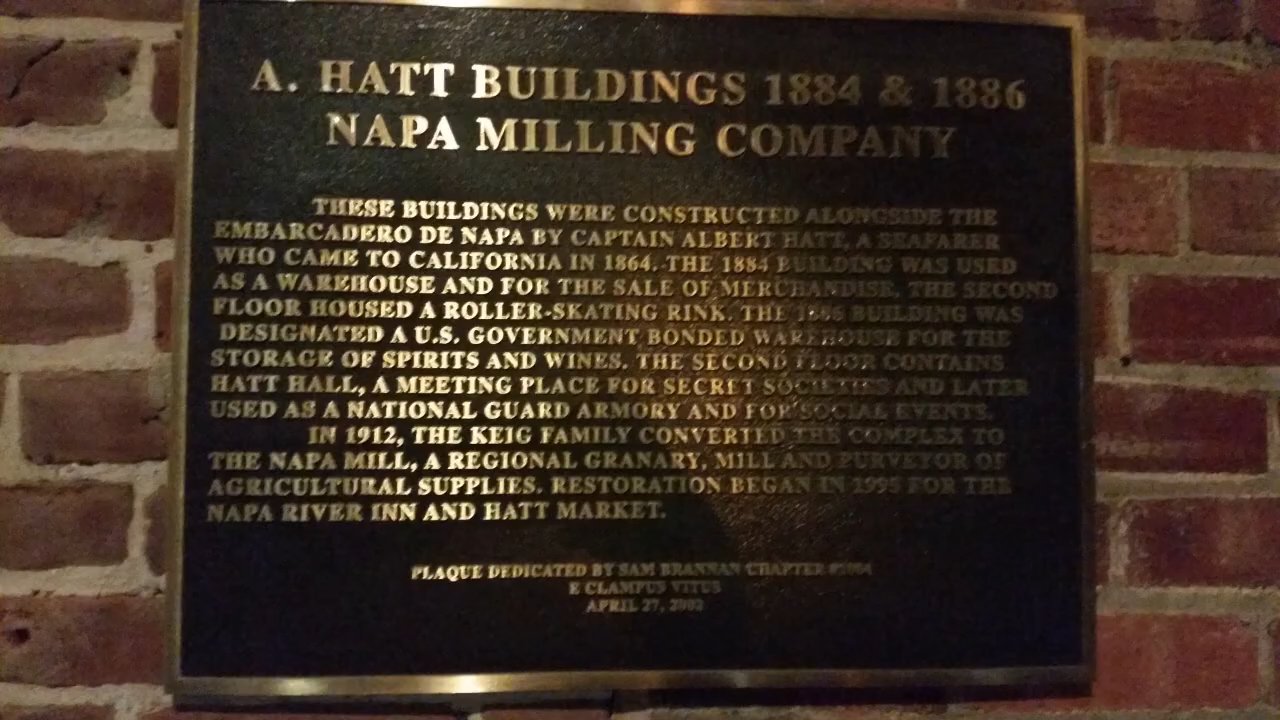 A. HATT BUILDINGS 1884 & 1886
NAPA MILLING COMPANY
THESE BUILDINGS WERE CONSTRUCTED ALONGSIDE THE
EMBARCADERO DE NAPA BY CAPTAIN ALBERT HATT, A SEAFARER
WHO CAME TO CALIFORNIA IN 1864. THE 1884 BUILDING WAS USED
AS A WAREHOUSE AND FOR THE SALE OF MERCHANDISE. THE SECOND
FLOOR HOUSED A ROLLER-SKATING RINK. THE 1886 BUILDING WAS
DESIGNATED A U.S. GOVERNMENT BONDED WAREHOUSE FOR THE
STORAGE OF SPIRITS AND WINES. THE SECOND FLOOR CONTAINS
HATT HALL, A MEETING PLACE FOR SECRET SOCIETIES AND LATER
USED AS A NATIONAL GUARD ARMORY AND FOR SOCIAL EVENTS.
IN 1912, THE KEIG FAMILY CONVERTED THE COMPLEX TO
THE NAPA MILL, A REGIONAL GRANARY, MILL AND PURVEYOR OF
AGRICULTURAL SUPPLIES. RESTORATION BEGAN IN 1995 FOR THE
NAPA RIVER INN AND HATT MARKET.
PLAQUE DEDICATED BY SAM BRANNAN CHAPTER
E CLAMPUS VITUS
APRIL 27, 2002